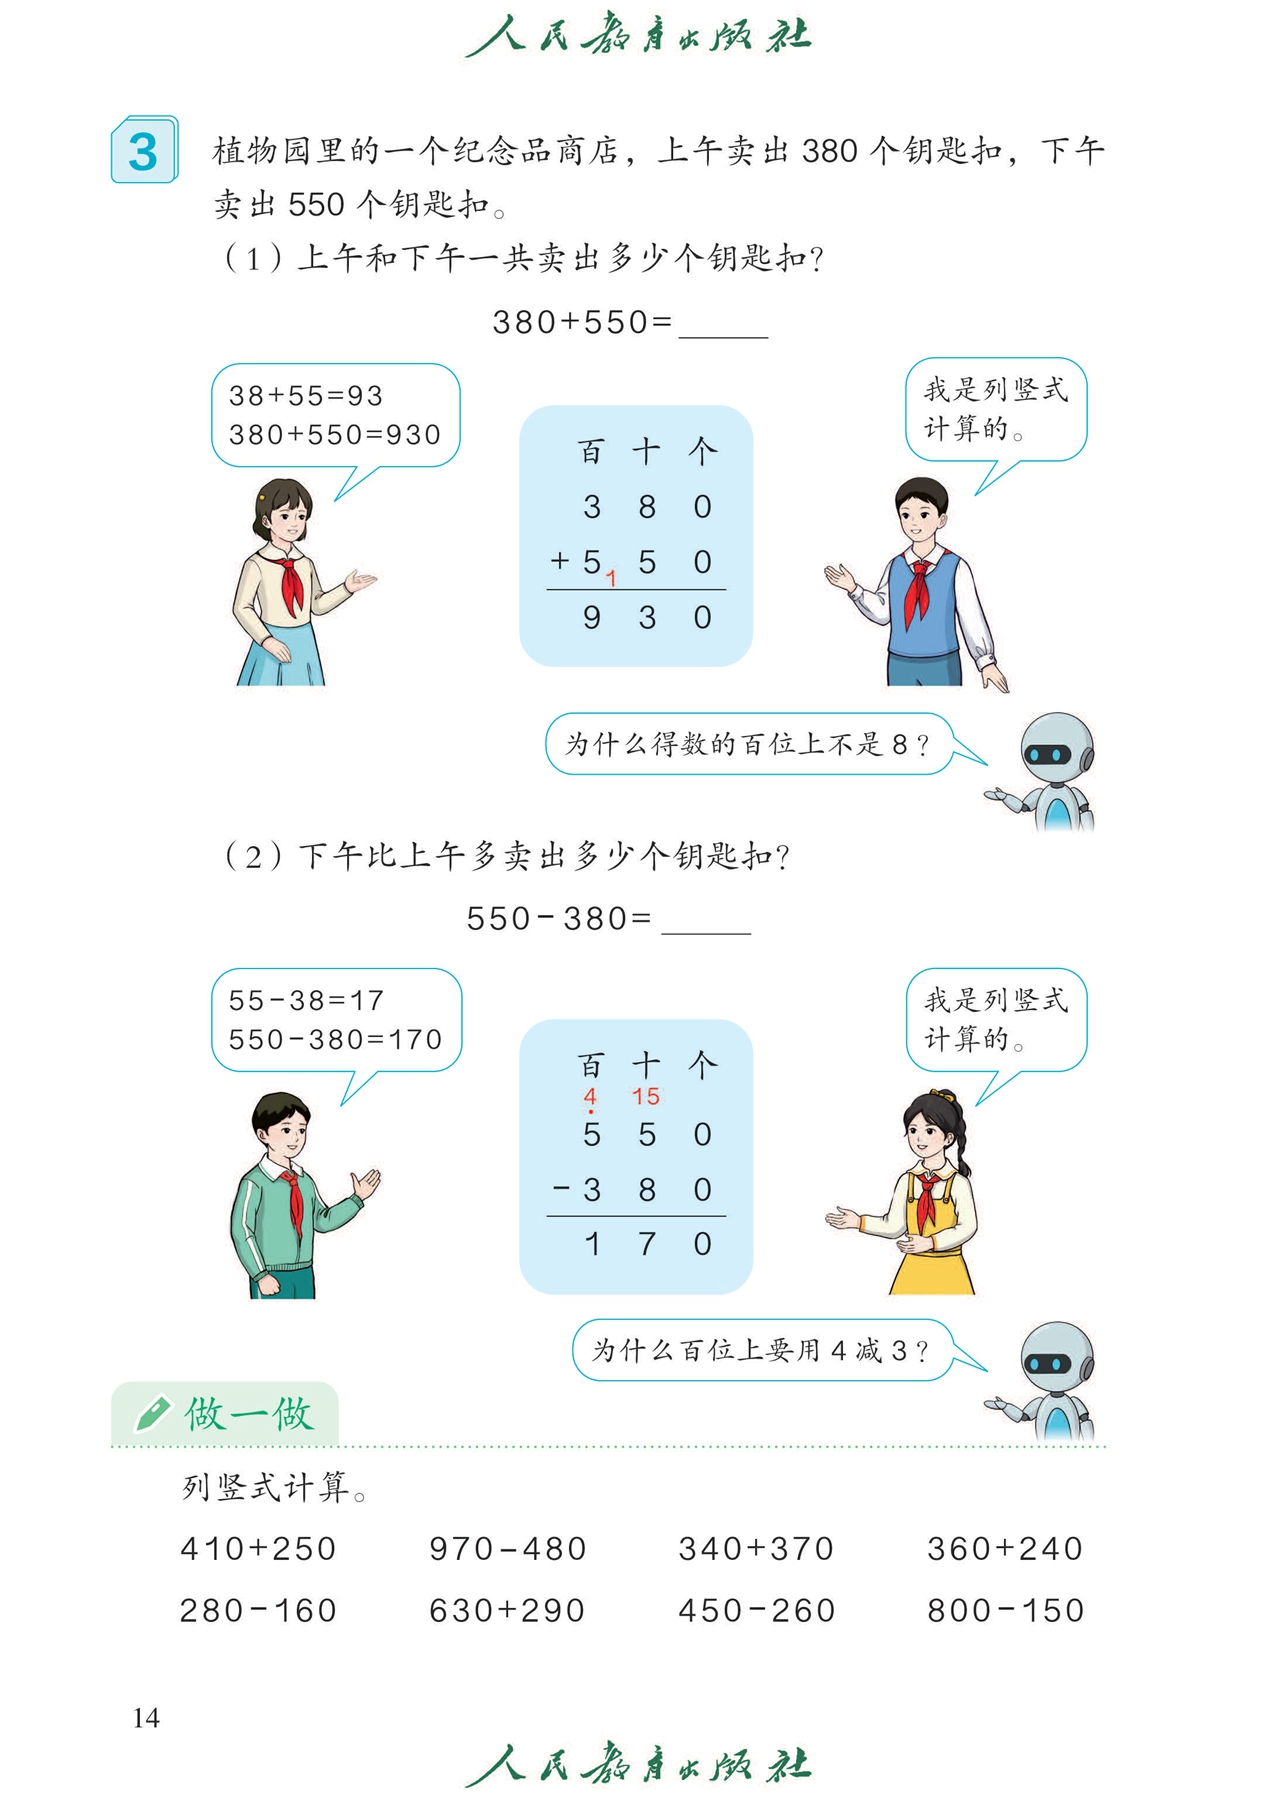 人民教育出版社
3
植物园里的一个纪念品商店，上午卖出 380 个钥匙扣，下午
卖出 550 个钥匙扣。
（1）上午和下午一共卖出多少个钥匙扣？
380+550=_____
38+55=93
380+550=930
我是列竖式
计算的。
百 十 个
3 8 0
+ 5 1 5 0
9 3 0
为什么得数的百位上不是 8？
（2）下午比上午多卖出多少个钥匙扣？
550-380=_____
55-38=17
550-380=170
我是列竖式
计算的。
百 十 个
4 15
5 5 0
- 3 8 0
1 7 0
为什么百位上要用 4 减 3？
做一做
列竖式计算。
410+250 970-480 340+370 360+240
280-160 630+290 450-260 800-150
14
人民教育出版社